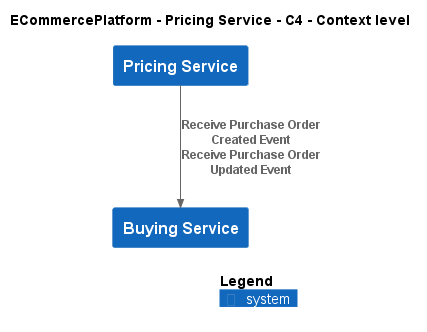 ECommercePlatform - Pricing Service - C4 - Context level
Pricing Service
Receive Purchase Order
Created Event
Receive Purchase Order
Updated Event
Buying Service
Legend
system